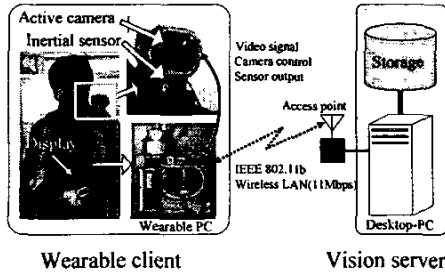 Active camera
Inertial sensor
Display
Wearable PC
Video signal
Camera control
Sensor output
Access point
IEEE 802.11b
Wireless LAN(11Mbps)
Storage
Desktop-PC
Wearable client
Vision server